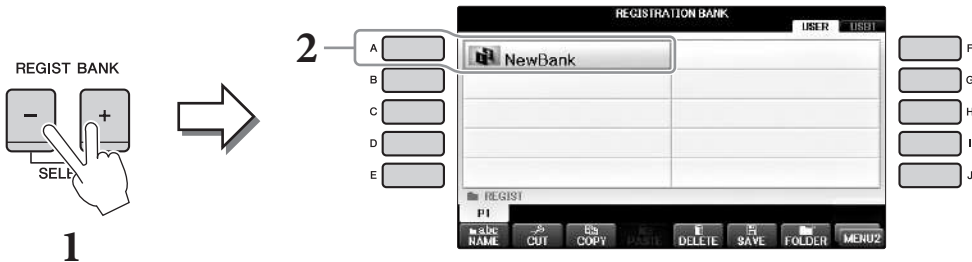 REGIST BANK
- +
SELE
1
2
A
B
C
D
E
REGISTRATION BANK
USER USB1
NewBank
REGIST
P1
NAME CUT COPY PASTE DELETE SAVE FOLDER MENU2
F
G
H
I
J